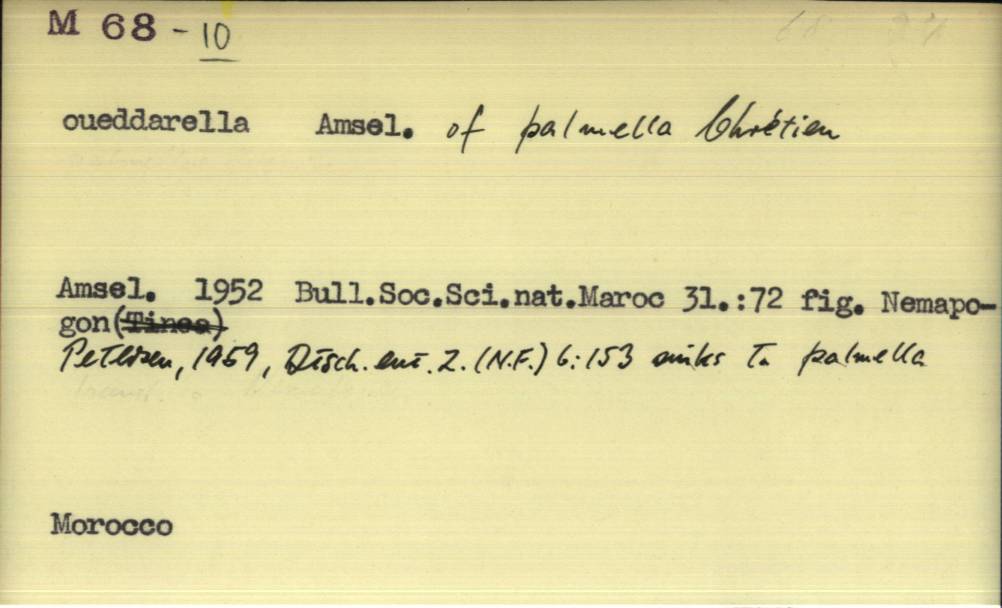 M 68 - 10
oueddarella Amsel. of palmella Chrétien
Amsel. 1952 Bull.Soc.Sci.nat.Maroc 31.:72 fig. Nemapo-
gon(Tinea)
Petersen, 1959, Dtsch. ent. Z. (N.F.) 6:153 sinks to palmella
Morocco